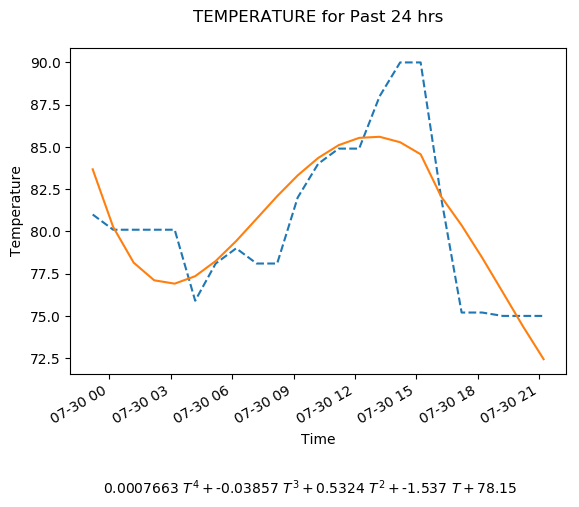 TEMPERATURE for Past 24 hrs
90.0
87.5
85.0
82.5
80.0
77.5
75.0
72.5
Temperature
07-30 00 07-30 03 07-30 06 07-30 09 07-30 12 07-30 15 07-30 18 07-30 21
Time
0.0007663 T⁴ + -0.03857 T³ + 0.5324 T² + -1.537 T + 78.15